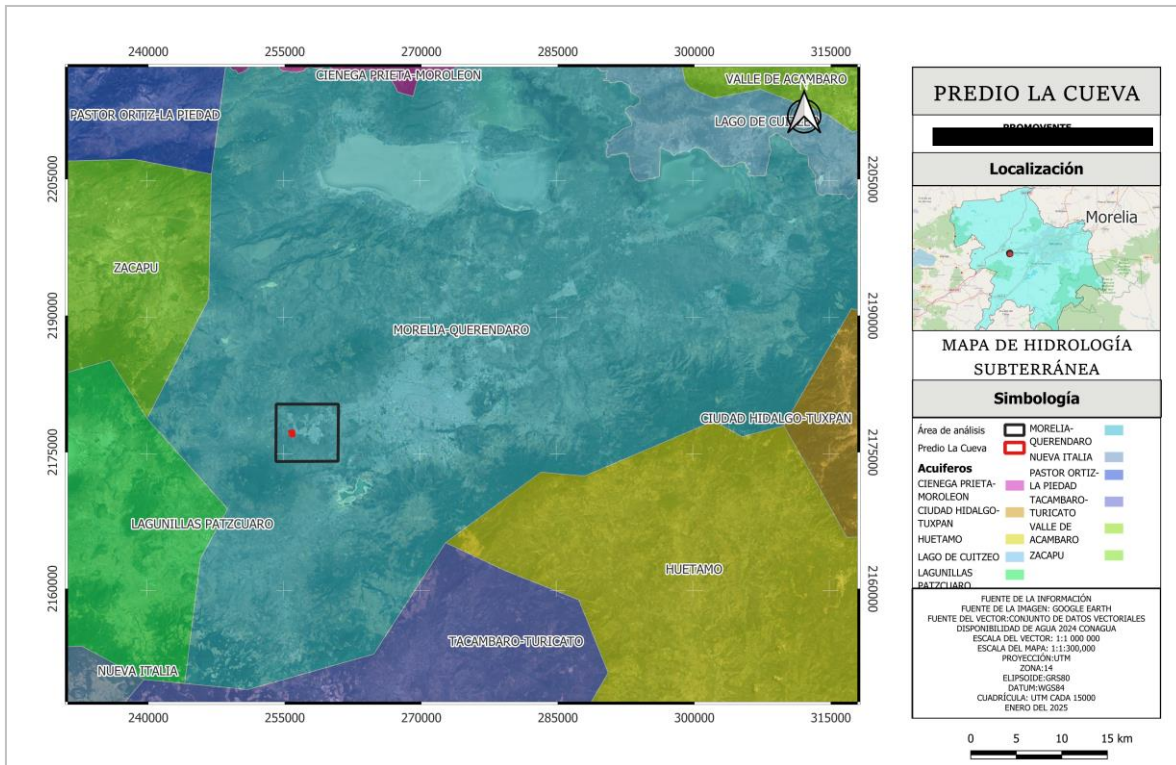 240000 255000 270000 285000 300000 315000
CIENEGA PRIETA-MOROLEON
VALLE DE ACAMBARO
PASTOR ORTIZ-LA PIEDAD
LAGO DE CUITZEO
2205000
2205000
ZACAPU
2190000
2190000
MORELIA-QUERENDARO
CIUDAD HIDALGO-TUXPAN
2175000
2175000
LAGUNILLAS PATZCUARO
HUETAMO
2160000
2160000
TACAMBARO-TURICATO
NUEVA ITALIA
240000 255000 270000 285000 300000 315000
PREDIO LA CUEVA
PROMOVENTE
Localización
Morelia
MAPA DE HIDROLOGÍA
SUBTERRÁNEA
Simbología
Área de análisis
Predio La Cueva
Acuiferos
CIENEGA PRIETA-
MOROLEON
CIUDAD HIDALGO-
TUXPAN
HUETAMO
LAGO DE CUITZEO
LAGUNILLAS
PATZCUARO
MORELIA-
QUERENDARO
NUEVA ITALIA
PASTOR ORTIZ-
LA PIEDAD
TACAMBARO-
TURICATO
VALLE DE
ACAMBARO
ZACAPU
FUENTE DE LA INFORMACIÓN
FUENTE DE LA IMAGEN: GOOGLE EARTH
FUENTE DEL VECTOR:CONJUNTO DE DATOS VECTORIALES
DISPONIBILIDAD DE AGUA 2024 CONAGUA
ESCALA DEL VECTOR: 1:1 000 000
ESCALA DEL MAPA: 1:1:300,000
PROYECCIÓN:UTM
ZONA:14
ELIPSOIDE:GRS80
DATUM:WGS84
CUADRÍCULA: UTM CADA 15000
ENERO DEL 2025
0 5 10 15 km